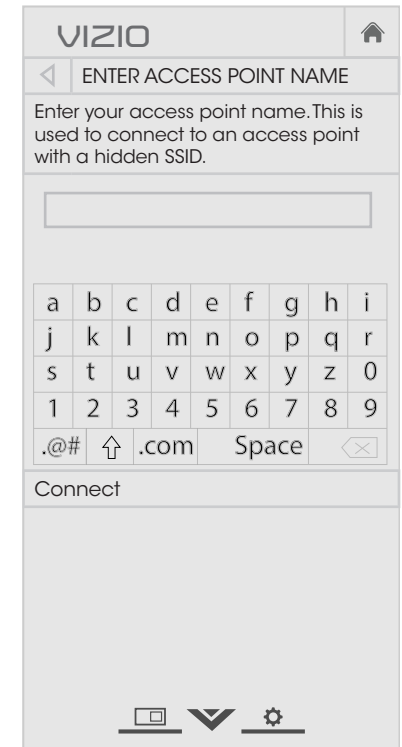 VIZIO
ENTER ACCESS POINT NAME
Enter your access point name. This is
used to connect to an access point
with a hidden SSID.
a b c d e f g h i
j k l m n o p q r
s t u v w x y z 0
1 2 3 4 5 6 7 8 9
.@# .com Space
Connect